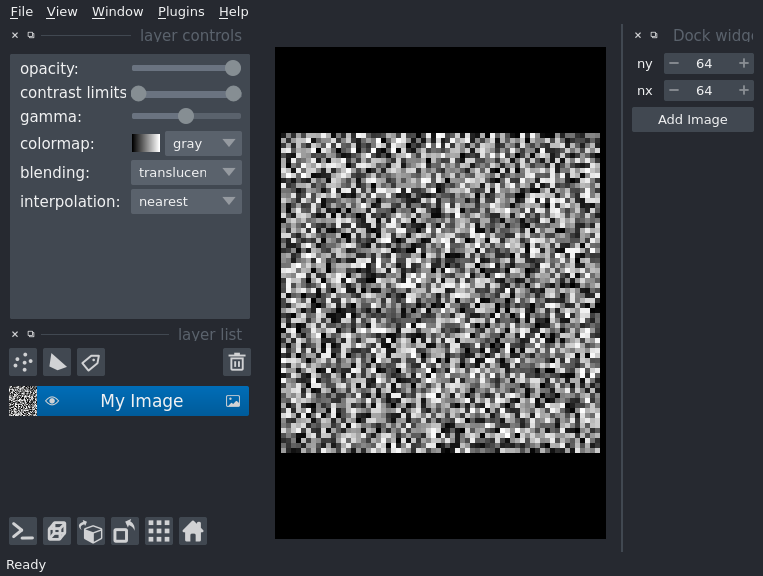 File View Window Plugins Help
layer controls
opacity:
contrast limits
gamma:
colormap: gray
blending: translucen
interpolation: nearest
layer list
My Image
Ready
Dock widg
ny 64
nx 64
Add Image